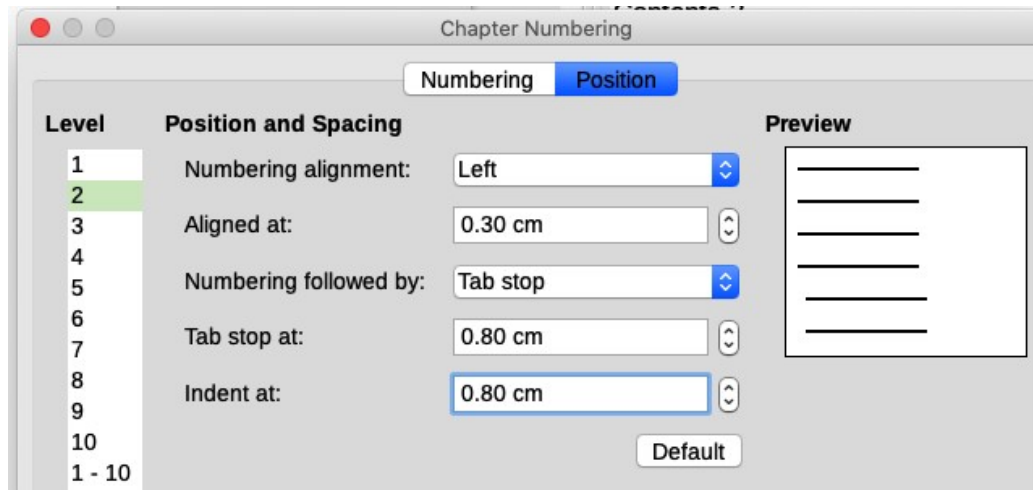 Chapter Numbering
Numbering Position
Level Position and Spacing Preview
1
2
3
4
5
6
7
8
9
10
1 - 10
Numbering alignment: Left
Aligned at: 0.30 cm
Numbering followed by: Tab stop
Tab stop at: 0.80 cm
Indent at: 0.80 cm
Default